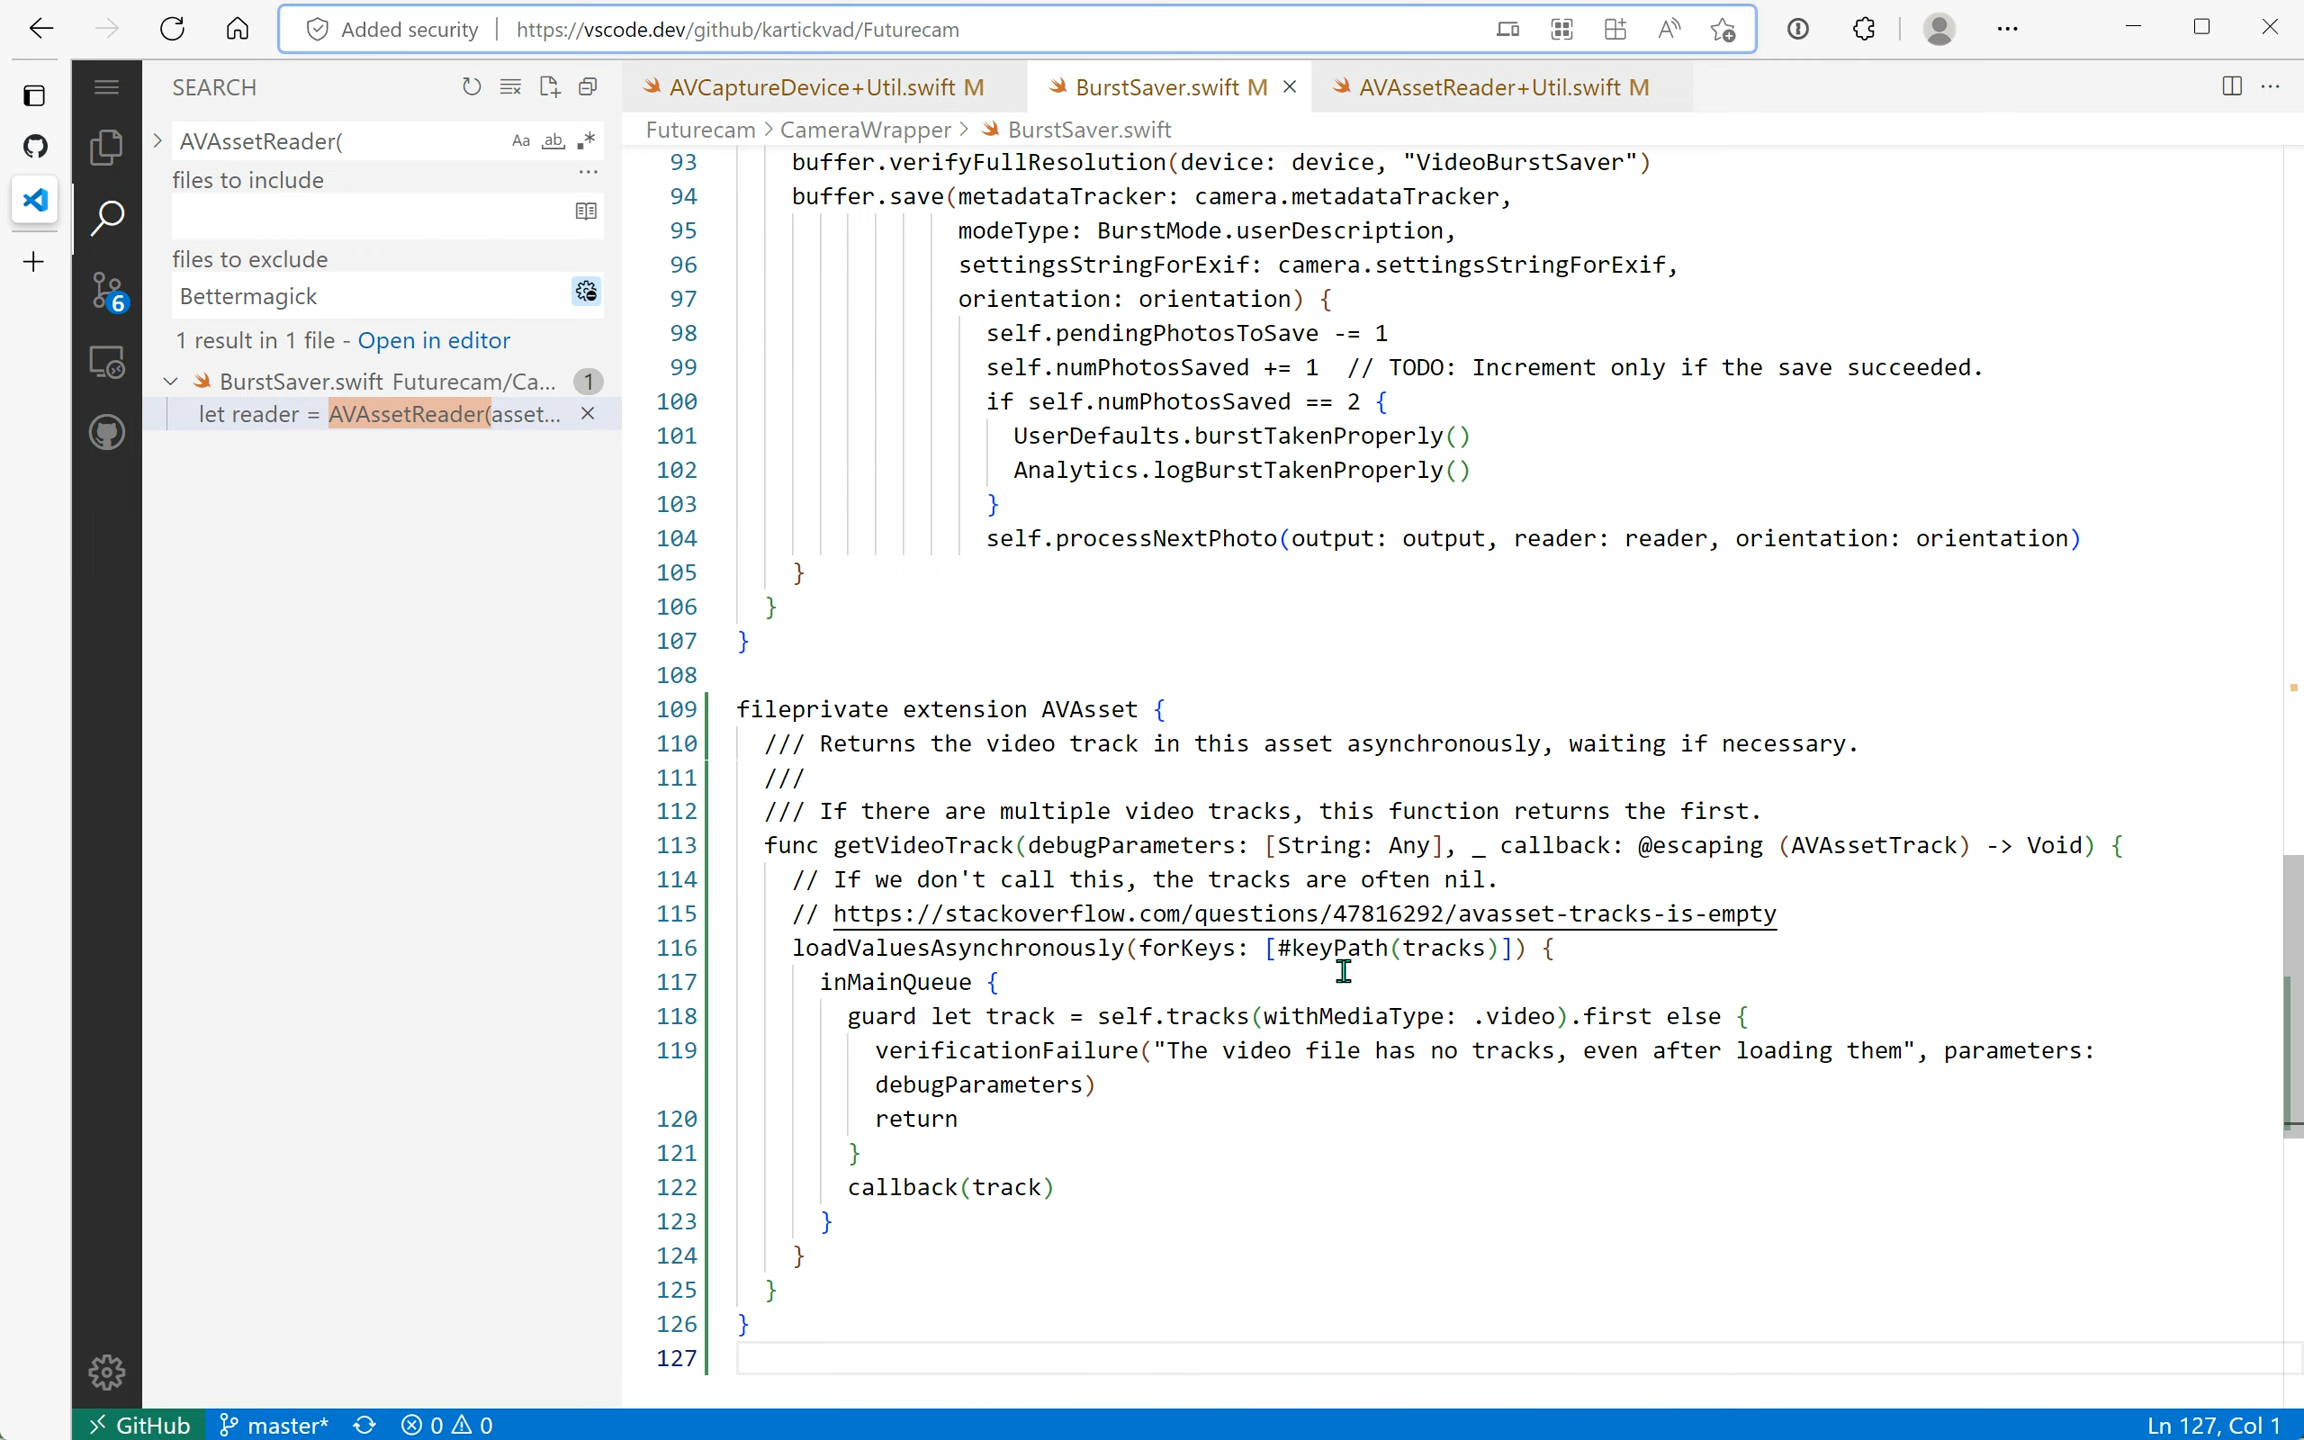 Added security
https://vscode.dev/github/kartickvad/Futurecam
SEARCH
AVAssetReader(
Aa
ab
files to include
files to exclude
Bettermagick
1 result in 1 file - Open in editor
BurstSaver.swift Futurecam/Ca... 1
let reader = AVAssetReader(asset...
6
AVCaptureDevice+Util.swift M
BurstSaver.swift M
AVAssetReader+Util.swift M
Futurecam > CameraWrapper > BurstSaver.swift
93 buffer.verifyFullResolution(device: device, "VideoBurstSaver")
94 buffer.save(metadataTracker: camera.metadataTracker,
95 modeType: BurstMode.userDescription,
96 settingsStringForExif: camera.settingsStringForExif,
97 orientation: orientation) {
98 self.pendingPhotosToSave -= 1
99 self.numPhotosSaved += 1  // TODO: Increment only if the save succeeded.
100 if self.numPhotosSaved == 2 {
101 UserDefaults.burstTakenProperly()
102 Analytics.logBurstTakenProperly()
103 }
104 self.processNextPhoto(output: output, reader: reader, orientation: orientation)
105 }
106 }
107 }
108
109 fileprivate extension AVAsset {
110 /// Returns the video track in this asset asynchronously, waiting if necessary.
111 ///
112 /// If there are multiple video tracks, this function returns the first.
113 func getVideoTrack(debugParameters: [String: Any], _ callback: @escaping (AVAssetTrack) -> Void) {
114 // If we don't call this, the tracks are often nil.
115 // https://stackoverflow.com/questions/47816292/avasset-tracks-is-empty
116 loadValuesAsynchronously(forKeys: [#keyPath(tracks)]) {
117 inMainQueue {
118 guard let track = self.tracks(withMediaType: .video).first else {
119 verificationFailure("The video file has no tracks, even after loading them", parameters:
debugParameters)
120 return
121 }
122 callback(track)
123 }
124 }
125 }
126 }
127
GitHub
master*
0 0
Ln 127, Col 1